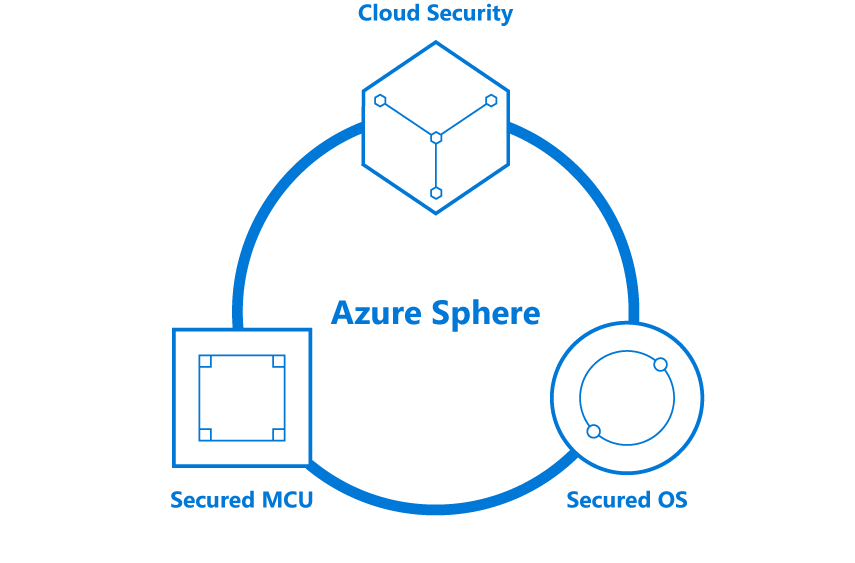 Cloud Security
Azure Sphere
Secured MCU
Secured OS